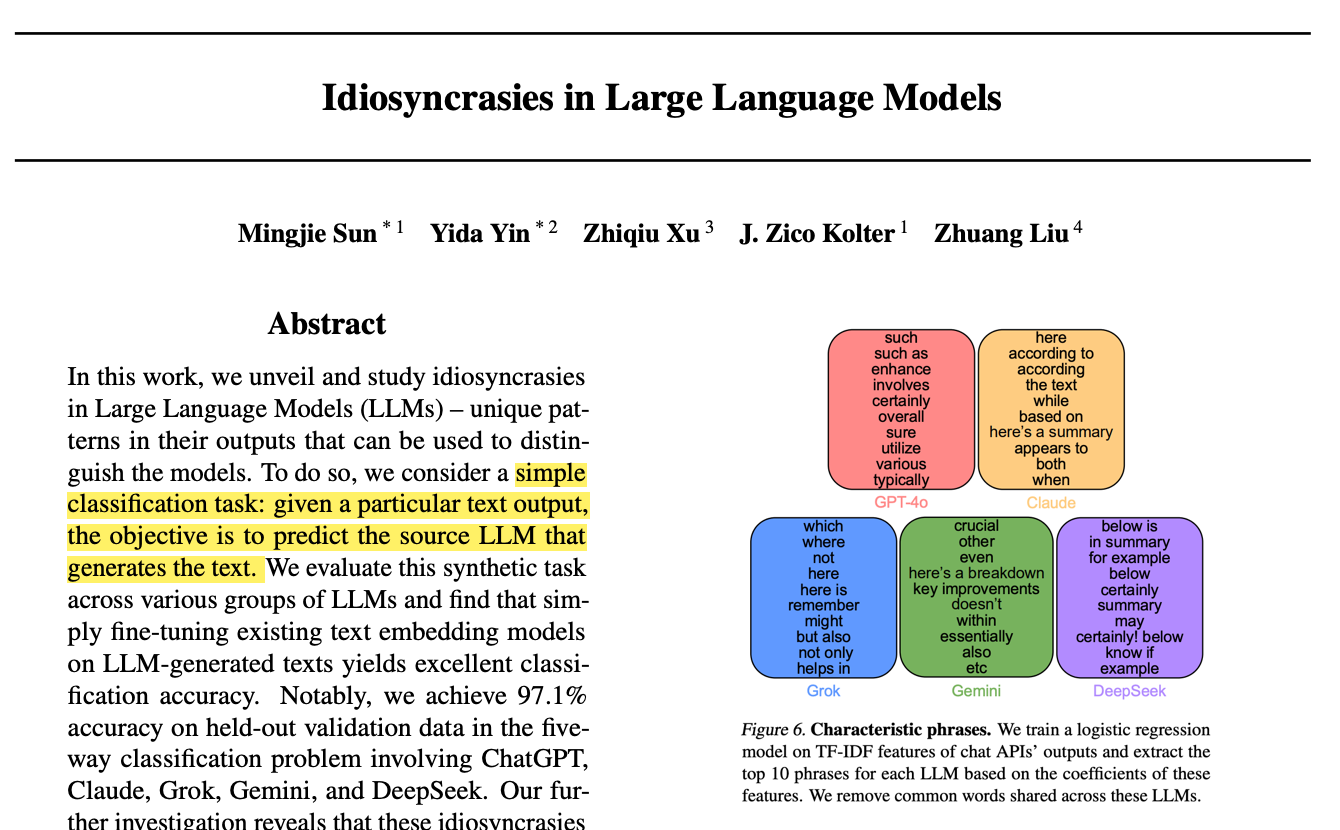 Idiosyncrasies in Large Language Models
Mingjie Sun * 1 Yida Yin * 2 Zhiqiu Xu 3 J. Zico Kolter 1 Zhuang Liu 4
Abstract
In this work, we unveil and study idiosyncrasies
in Large Language Models (LLMs) – unique pat-
terns in their outputs that can be used to distin-
guish the models. To do so, we consider a simple
classification task: given a particular text output,
the objective is to predict the source LLM that
generates the text. We evaluate this synthetic task
across various groups of LLMs and find that sim-
ply fine-tuning existing text embedding models
on LLM-generated texts yields excellent classi-
fication accuracy. Notably, we achieve 97.1%
accuracy on held-out validation data in the five-
way classification problem involving ChatGPT,
Claude, Grok, Gemini, and DeepSeek. Our fur-
ther investigation reveals that these idiosyncrasies
such
such as
enhance
involves
certainly
overall
sure
utilize
various
typically
GPT-4o
here
according to
according
the text
while
based on
here's a summary
appears to
both
when
Claude
which
where
not
here
here is
remember
might
but also
not only
helps in
Grok
crucial
other
even
here's a breakdown
key improvements
doesn't
within
essentially
also
etc
Gemini
below is
in summary
for example
below
certainly
summary
may
certainly! below
know if
example
DeepSeek
Figure 6. Characteristic phrases. We train a logistic regression
model on TF-IDF features of chat APIs' outputs and extract the
top 10 phrases for each LLM based on the coefficients of these
features. We remove common words shared across these LLMs.